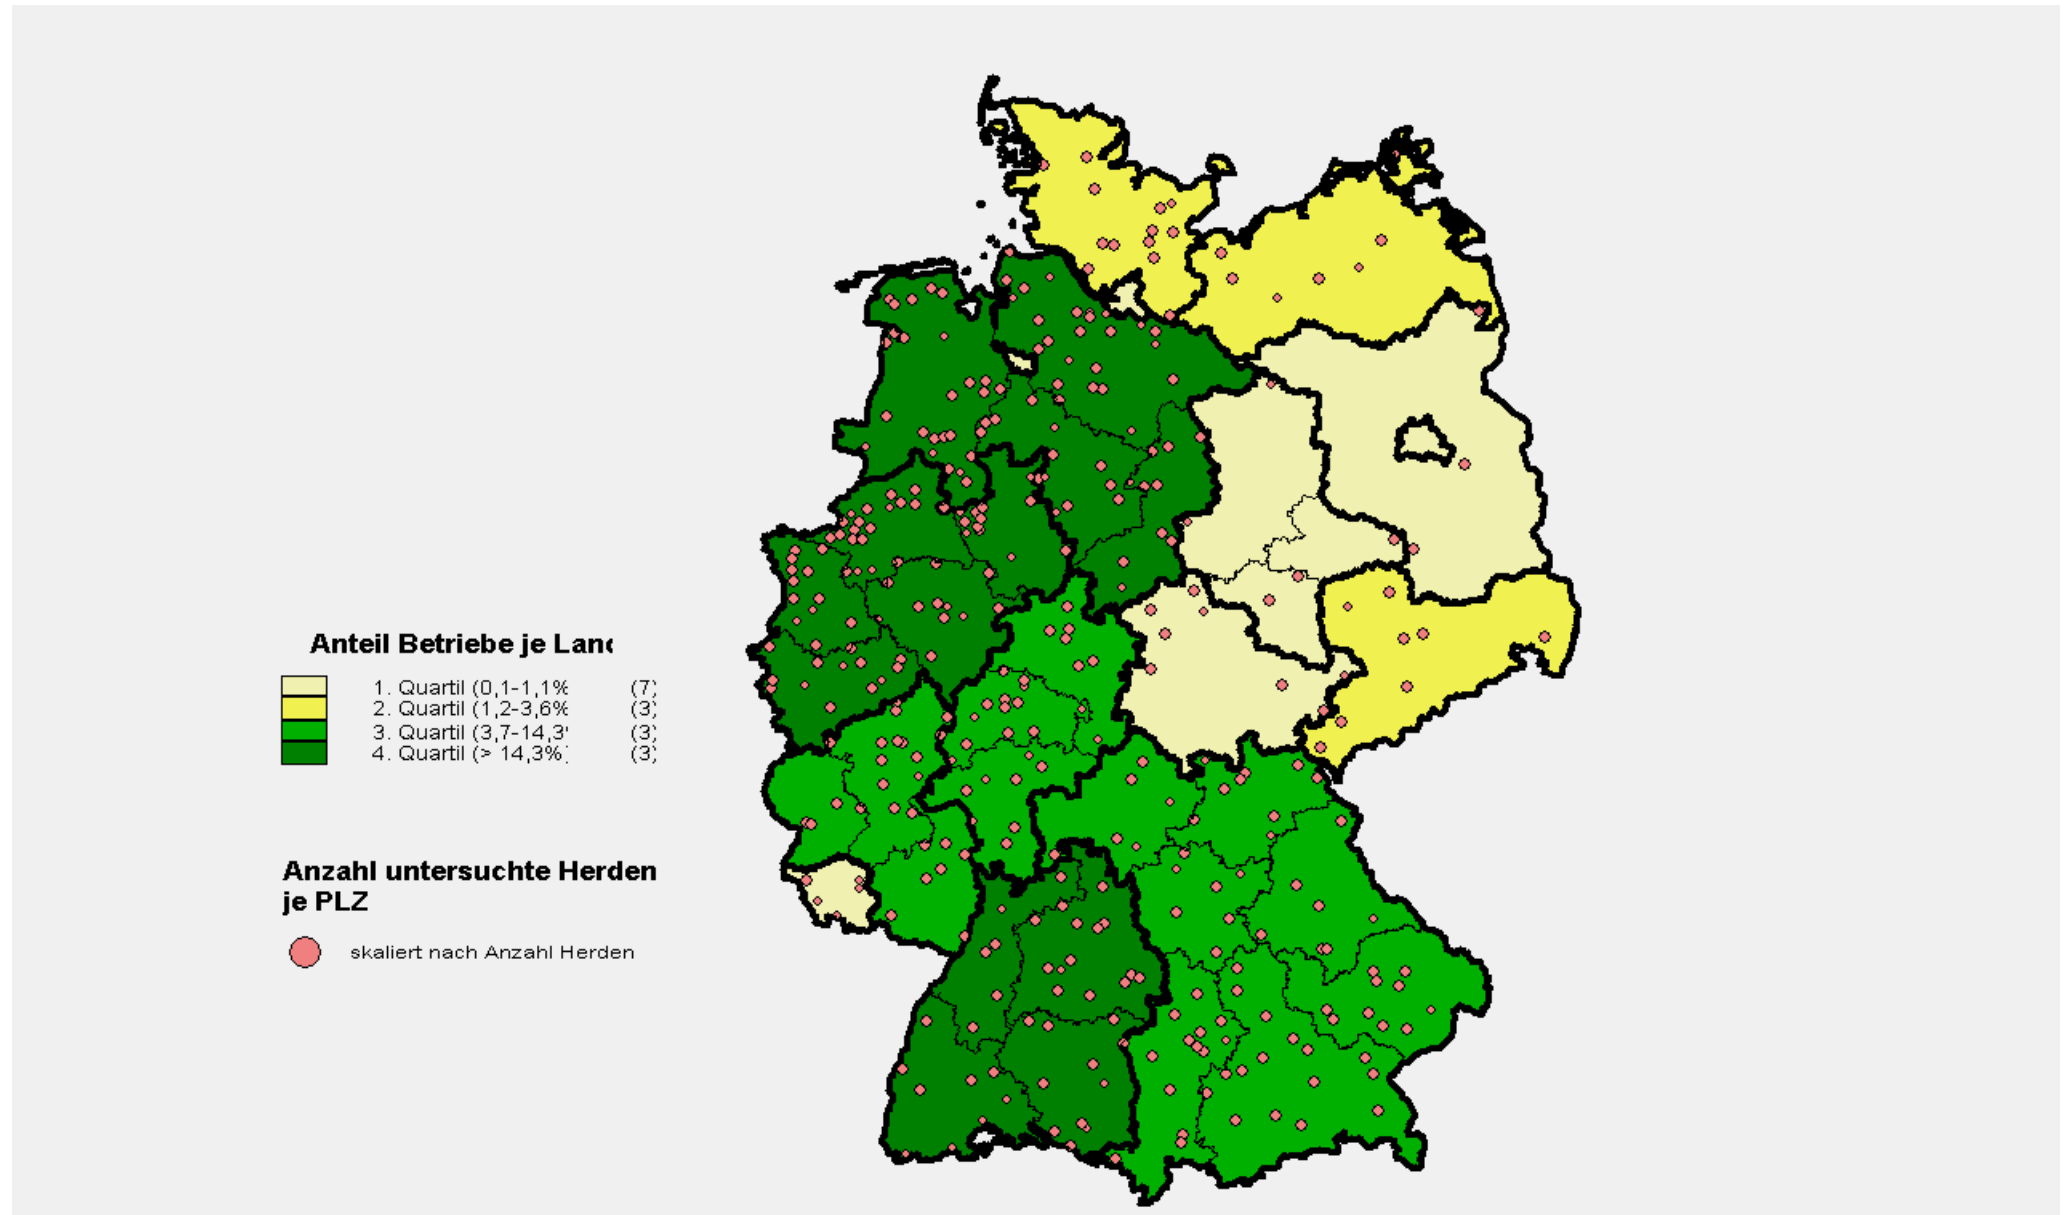 Anteil Betriebe je Land
1. Quartil (0,1-1,1% (7)
2. Quartil (1,2-3,6% (3)
3. Quartil (3,7-14,3% (3)
4. Quartil (> 14,3%) (3)
Anzahl untersuchte Herden
je PLZ
skaliert nach Anzahl Herden